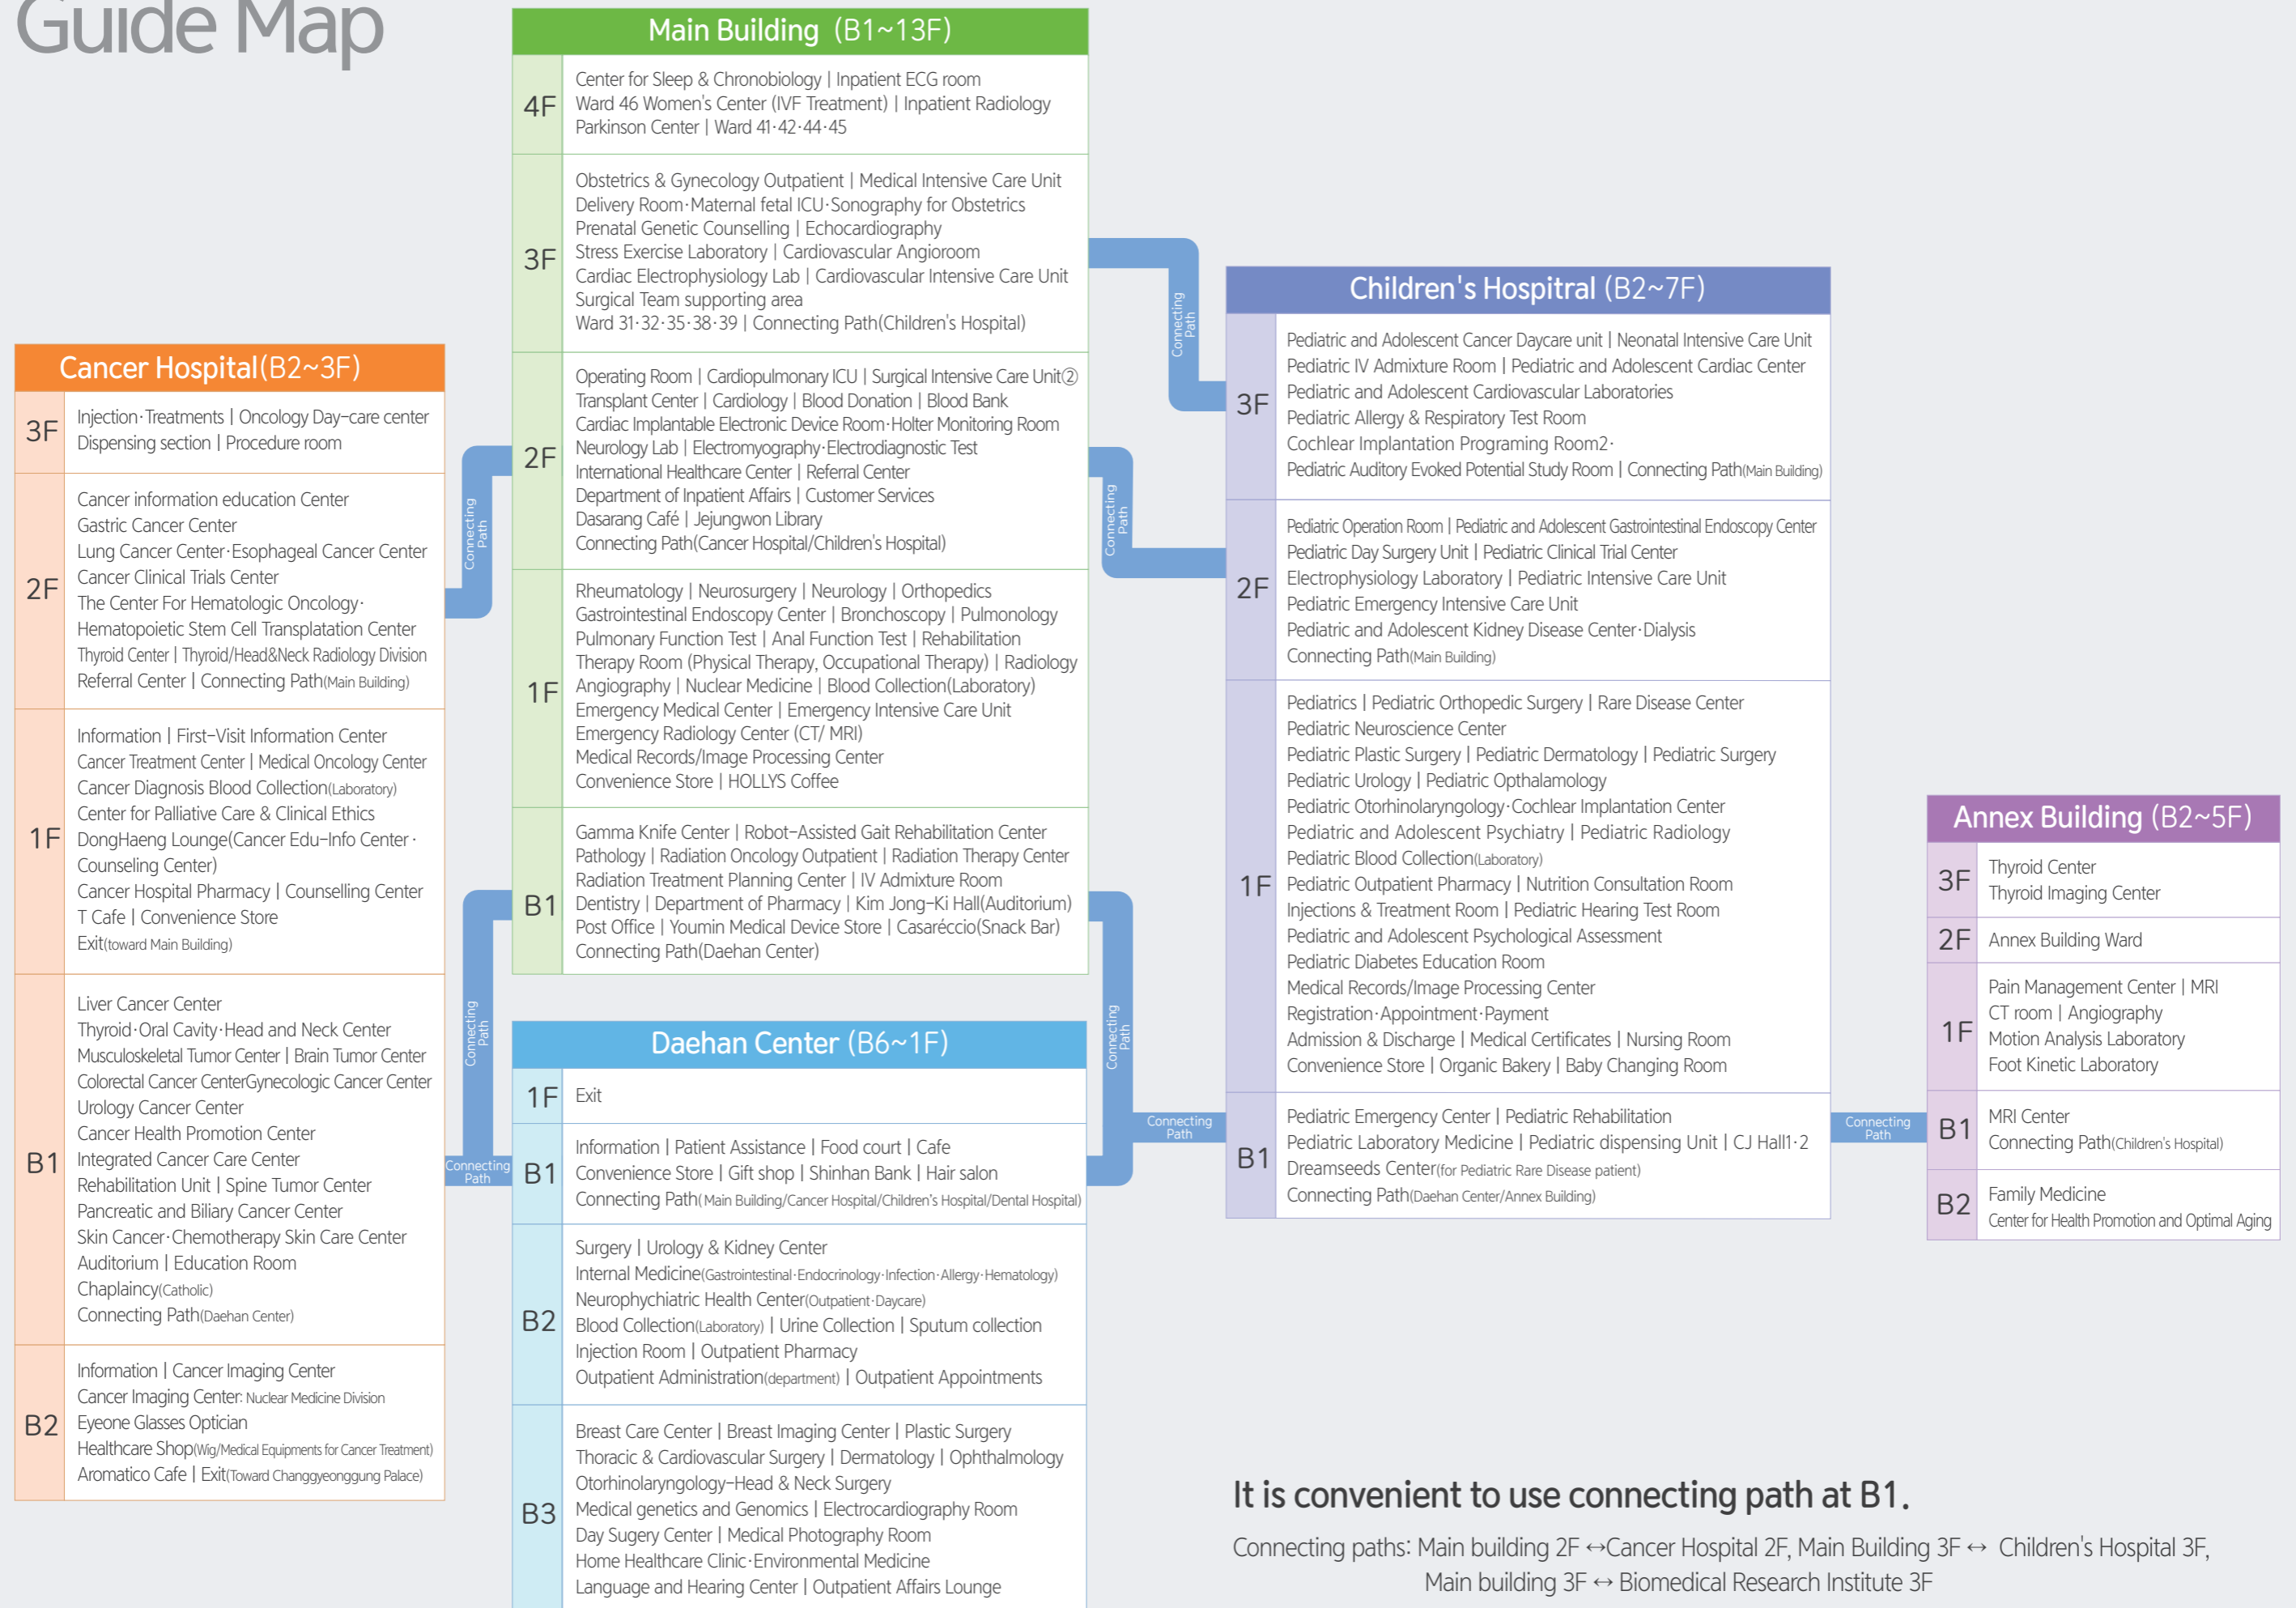 Guide Map
Main Building (B1~13F)
4F
Center for Sleep & Chronobiology | Inpatient ECG room
Ward 46 Women's Center (IVF Treatment) | Inpatient Radiology
Parkinson Center | Ward 41·42·44·45
3F
Obstetrics & Gynecology Outpatient | Medical Intensive Care Unit
Delivery Room·Maternal fetal ICU·Sonography for Obstetrics
Prenatal Genetic Counselling | Echocardiography
Stress Exercise Laboratory | Cardiovascular Angioroom
Cardiac Electrophysiology Lab | Cardiovascular Intensive Care Unit
Surgical Team supporting area
Ward 31·32·35·38·39 | Connecting Path(Children's Hospital)
2F
Operating Room | Cardiopulmonary ICU | Surgical Intensive Care Unit②
Transplant Center | Cardiology | Blood Donation | Blood Bank
Cardiac Implantable Electronic Device Room·Holter Monitoring Room
Neurology Lab | Electromyography·Electrodiagnostic Test
International Healthcare Center | Referral Center
Department of Inpatient Affairs | Customer Services
Dasarang Café | Jejungwon Library
Connecting Path(Cancer Hospital/Children's Hospital)
1F
Rheumatology | Neurosurgery | Neurology | Orthopedics
Gastrointestinal Endoscopy Center | Bronchoscopy | Pulmonology
Pulmonary Function Test | Anal Function Test | Rehabilitation
Therapy Room (Physical Therapy, Occupational Therapy) | Radiology
Angiography | Nuclear Medicine | Blood Collection(Laboratory)
Emergency Medical Center | Emergency Intensive Care Unit
Emergency Radiology Center (CT/ MRI)
Medical Records/Image Processing Center
Convenience Store | HOLLYS Coffee
B1
Gamma Knife Center | Robot-Assisted Gait Rehabilitation Center
Pathology | Radiation Oncology Outpatient | Radiation Therapy Center
Radiation Treatment Planning Center | IV Admixture Room
Dentistry | Department of Pharmacy | Kim Jong-Ki Hall(Auditorium)
Post Office | Youmin Medical Device Store | Casaréccio(Snack Bar)
Connecting Path(Daehan Center)
Cancer Hospital(B2~3F)
3F
Injection·Treatments | Oncology Day-care center
Dispensing section | Procedure room
2F
Cancer information education Center
Gastric Cancer Center
Lung Cancer Center·Esophageal Cancer Center
Cancer Clinical Trials Center
The Center For Hematologic Oncology·
Hematopoietic Stem Cell Transplatation Center
Thyroid Center | Thyroid/Head&Neck Radiology Division
Referral Center | Connecting Path(Main Building)
1F
Information | First-Visit Information Center
Cancer Treatment Center | Medical Oncology Center
Cancer Diagnosis Blood Collection(Laboratory)
Center for Palliative Care & Clinical Ethics
DongHaeng Lounge(Cancer Edu-Info Center·
Counseling Center)
Cancer Hospital Pharmacy | Counselling Center
T Cafe | Convenience Store
Exit(toward Main Building)
B1
Liver Cancer Center
Thyroid·Oral Cavity·Head and Neck Center
Musculoskeletal Tumor Center | Brain Tumor Center
Colorectal Cancer CenterGynecologic Cancer Center
Urology Cancer Center
Cancer Health Promotion Center
Integrated Cancer Care Center
Rehabilitation Unit | Spine Tumor Center
Pancreatic and Biliary Cancer Center
Skin Cancer·Chemotherapy Skin Care Center
Auditorium | Education Room
Chaplaincy(Catholic)
Connecting Path(Daehan Center)
B2
Information | Cancer Imaging Center
Cancer Imaging Center: Nuclear Medicine Division
Eyeone Glasses Optician
Healthcare Shop(Wig/Medical Equipments for Cancer Treatment)
Aromatico Cafe | Exit(Toward Changgyeonggung Palace)
Connecting
Path
Connecting
Path
Connecting
Path
Daehan Center (B6~1F)
1F
Exit
B1
Information | Patient Assistance | Food court | Cafe
Convenience Store | Gift shop | Shinhan Bank | Hair salon
Connecting Path( Main Building/Cancer Hospital/Children's Hospital/Dental Hospital)
B2
Surgery | Urology & Kidney Center
Internal Medicine(Gastrointestinal·Endocrinology·Infection·Allergy·Hematology)
Neurophychiatric Health Center(Outpatient·Daycare)
Blood Collection(Laboratory) | Urine Collection | Sputum collection
Injection Room | Outpatient Pharmacy
Outpatient Administration(department) | Outpatient Appointments
B3
Breast Care Center | Breast Imaging Center | Plastic Surgery
Thoracic & Cardiovascular Surgery | Dermatology | Ophthalmology
Otorhinolaryngology-Head & Neck Surgery
Medical genetics and Genomics | Electrocardiography Room
Day Sugery Center | Medical Photography Room
Home Healthcare Clinic·Environmental Medicine
Language and Hearing Center | Outpatient Affairs Lounge
Connecting
Path
Connecting
Path
Connecting
Path
Connecting
Path
Children's Hospitral (B2~7F)
3F
Pediatric and Adolescent Cancer Daycare unit | Neonatal Intensive Care Unit
Pediatric IV Admixture Room | Pediatric and Adolescent Cardiac Center
Pediatric and Adolescent Cardiovascular Laboratories
Pediatric Allergy & Respiratory Test Room
Cochlear Implantation Programing Room2·
Pediatric Auditory Evoked Potential Study Room | Connecting Path(Main Building)
2F
Pediatric Operation Room | Pediatric and Adolescent Gastrointestinal Endoscopy Center
Pediatric Day Surgery Unit | Pediatric Clinical Trial Center
Electrophysiology Laboratory | Pediatric Intensive Care Unit
Pediatric Emergency Intensive Care Unit
Pediatric and Adolescent Kidney Disease Center·Dialysis
Connecting Path(Main Building)
1F
Pediatrics | Pediatric Orthopedic Surgery | Rare Disease Center
Pediatric Neuroscience Center
Pediatric Plastic Surgery | Pediatric Dermatology | Pediatric Surgery
Pediatric Urology | Pediatric Opthalamology
Pediatric Otorhinolaryngology·Cochlear Implantation Center
Pediatric and Adolescent Psychiatry | Pediatric Radiology
Pediatric Blood Collection(Laboratory)
Pediatric Outpatient Pharmacy | Nutrition Consultation Room
Injections & Treatment Room | Pediatric Hearing Test Room
Pediatric and Adolescent Psychological Assessment
Pediatric Diabetes Education Room
Medical Records/Image Processing Center
Registration·Appointment·Payment
Admission & Discharge | Medical Certificates | Nursing Room
Convenience Store | Organic Bakery | Baby Changing Room
B1
Pediatric Emergency Center | Pediatric Rehabilitation
Pediatric Laboratory Medicine | Pediatric dispensing Unit | CJ Hall1·2
Dreamseeds Center(for Pediatric Rare Disease patient)
Connecting Path(Daehan Center/Annex Building)
Connecting
Path
Annex Building (B2~5F)
3F
Thyroid Center
Thyroid Imaging Center
2F
Annex Building Ward
1F
Pain Management Center | MRI
CT room | Angiography
Motion Analysis Laboratory
Foot Kinetic Laboratory
B1
MRI Center
Connecting Path(Children's Hospital)
B2
Family Medicine
Center for Health Promotion and Optimal Aging
It is convenient to use connecting path at B1.
Connecting paths: Main building 2F ↔Cancer Hospital 2F, Main Building 3F ↔ Children's Hospital 3F,
Main building 3F ↔ Biomedical Research Institute 3F